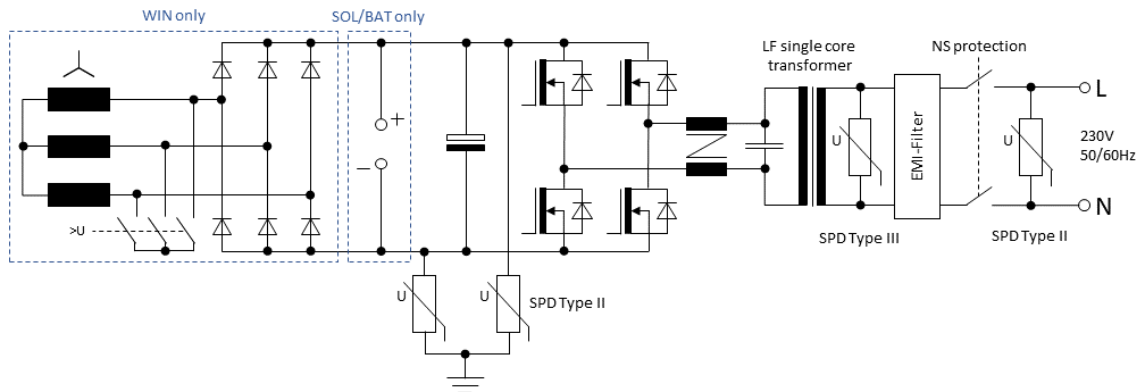 WIN only
SOL/BAT only
LF single core
transformer
NS protection
L
+
U
EMI-Filter
U
230V
50/60Hz
−
N
>U
SPD Type III
SPD Type II
U
U
SPD Type II